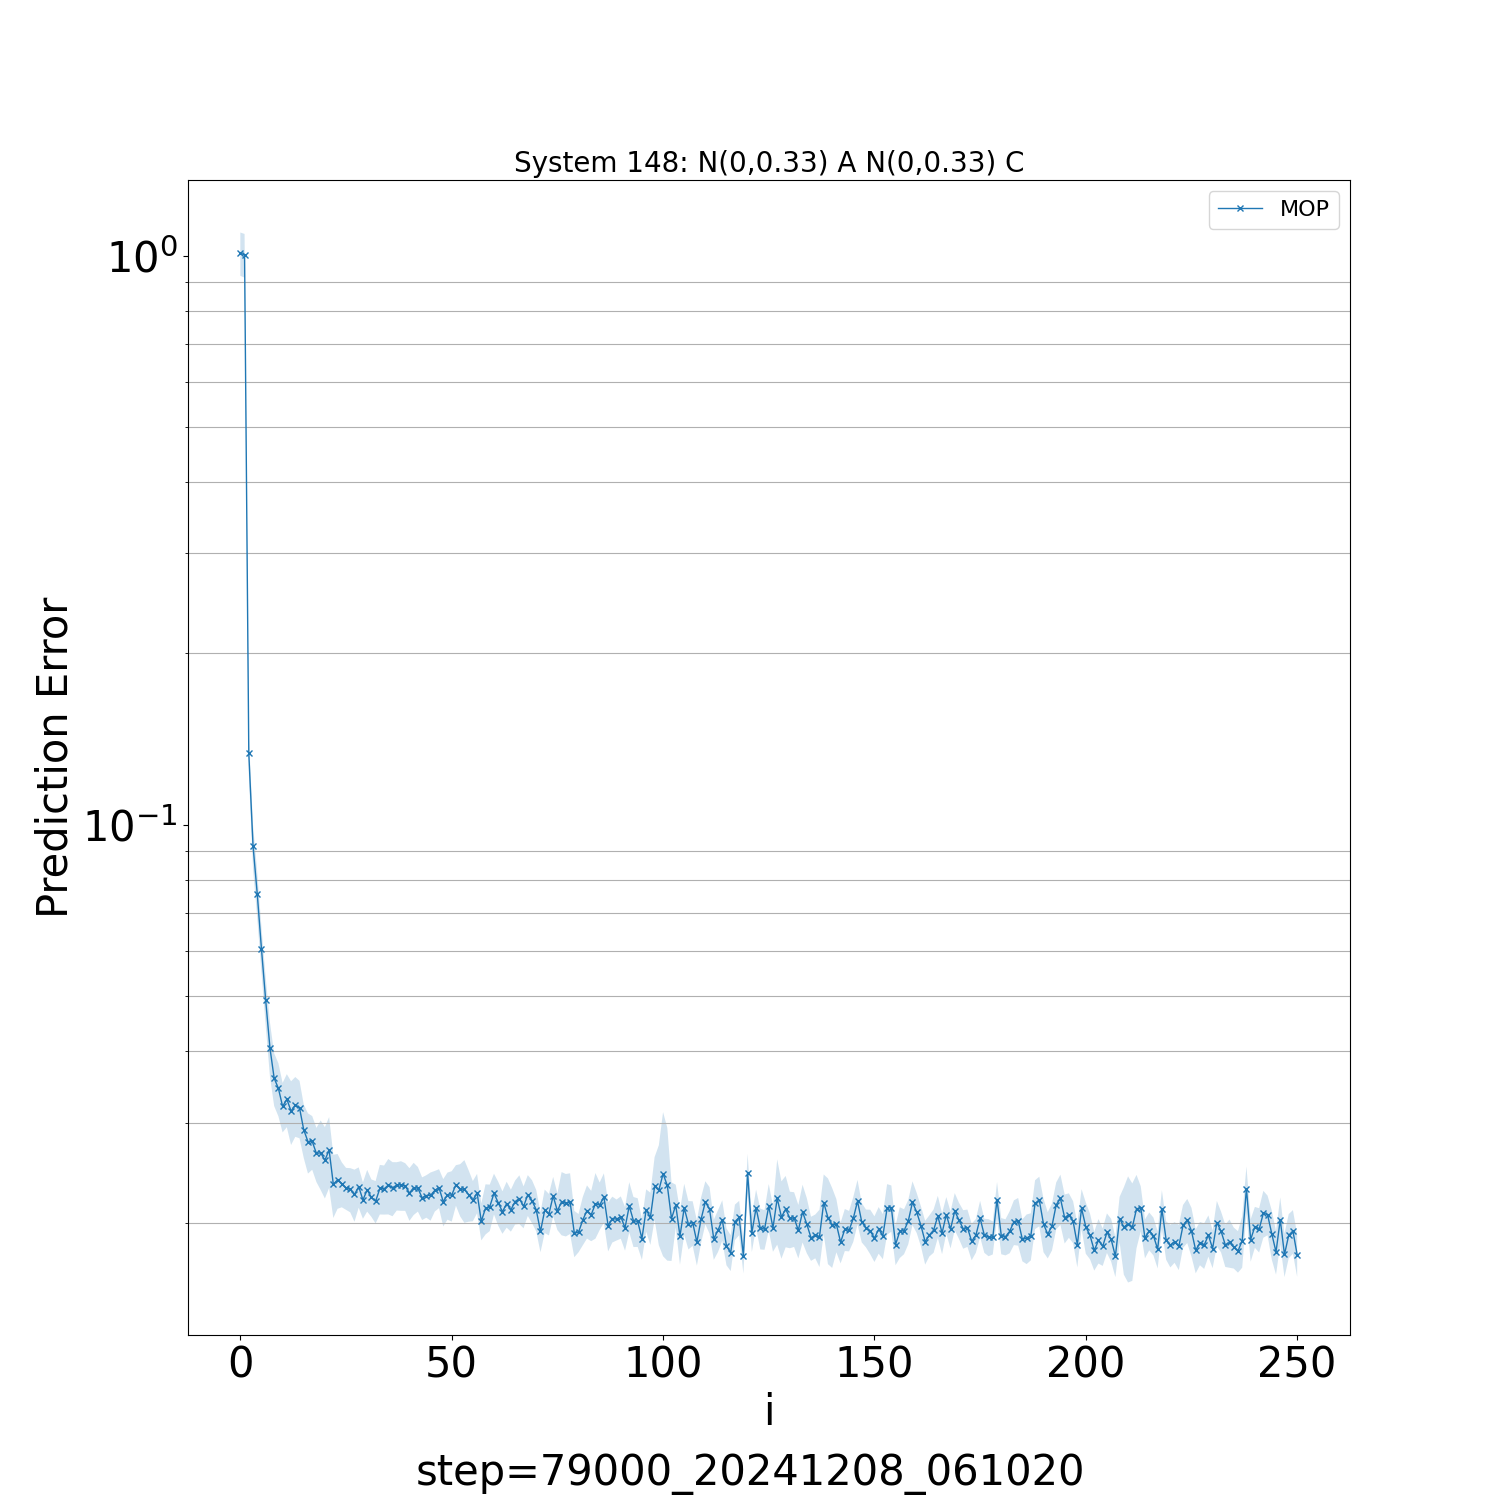 System 148: N(0,0.33) A N(0,0.33) C
MOP
10⁰
10⁻¹
Prediction Error
0 50 100 150 200 250
i
step=79000_20241208_061020